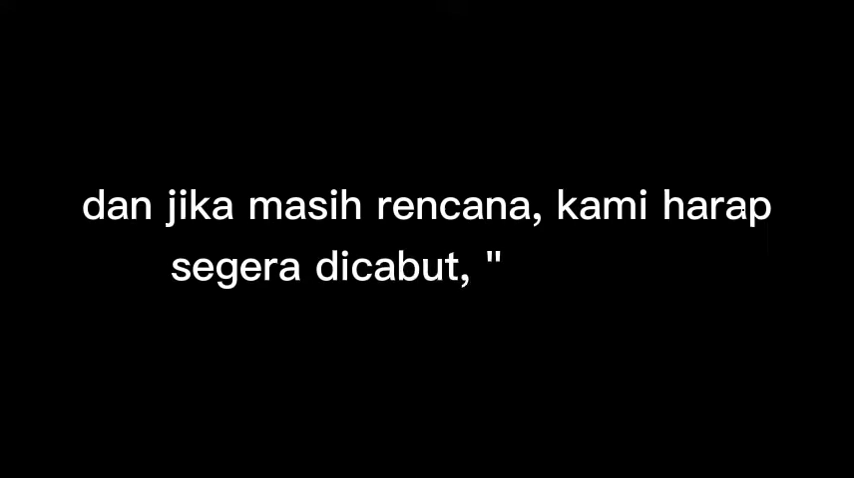 dan jika masih rencana, kami harap
segera dicabut, "